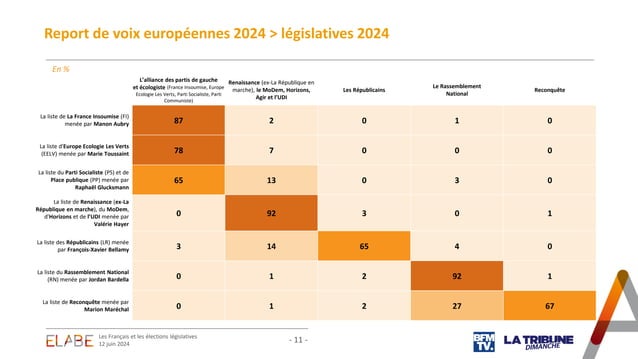 Report de voix européennes 2024 > législatives 2024
En %
L'alliance des partis de gauche
et écologiste (France Insoumise, Europe
Ecologie Les Verts, Parti Socialiste, Parti
Communiste)
Renaissance (ex-La République en
marche), le MoDem, Horizons,
Agir et l'UDI
Les Républicains
Le Rassemblement
National
Reconquête
La liste de La France Insoumise (FI)
menée par Manon Aubry
87 2 0 1 0
La liste d'Europe Ecologie Les Verts
(EELV) menée par Marie Toussaint
78 7 0 0 0
La liste du Parti Socialiste (PS) et de
Place publique (PP) menée par
Raphaël Glucksmann
65 13 0 3 0
La liste de Renaissance (ex-La
République en marche), du MoDem,
d'Horizons et de l'UDI menée par
Valérie Hayer
0 92 3 0 1
La liste des Républicains (LR) menée
par François-Xavier Bellamy
3 14 65 4 0
La liste du Rassemblement National
(RN) menée par Jordan Bardella
0 1 2 92 1
La liste de Reconquête menée par
Marion Maréchal
0 1 2 27 67
ELABE
Les Français et les élections législatives
12 juin 2024
- 11 -
BFM
TV.
LA TRIBUNE
DIMANCHE